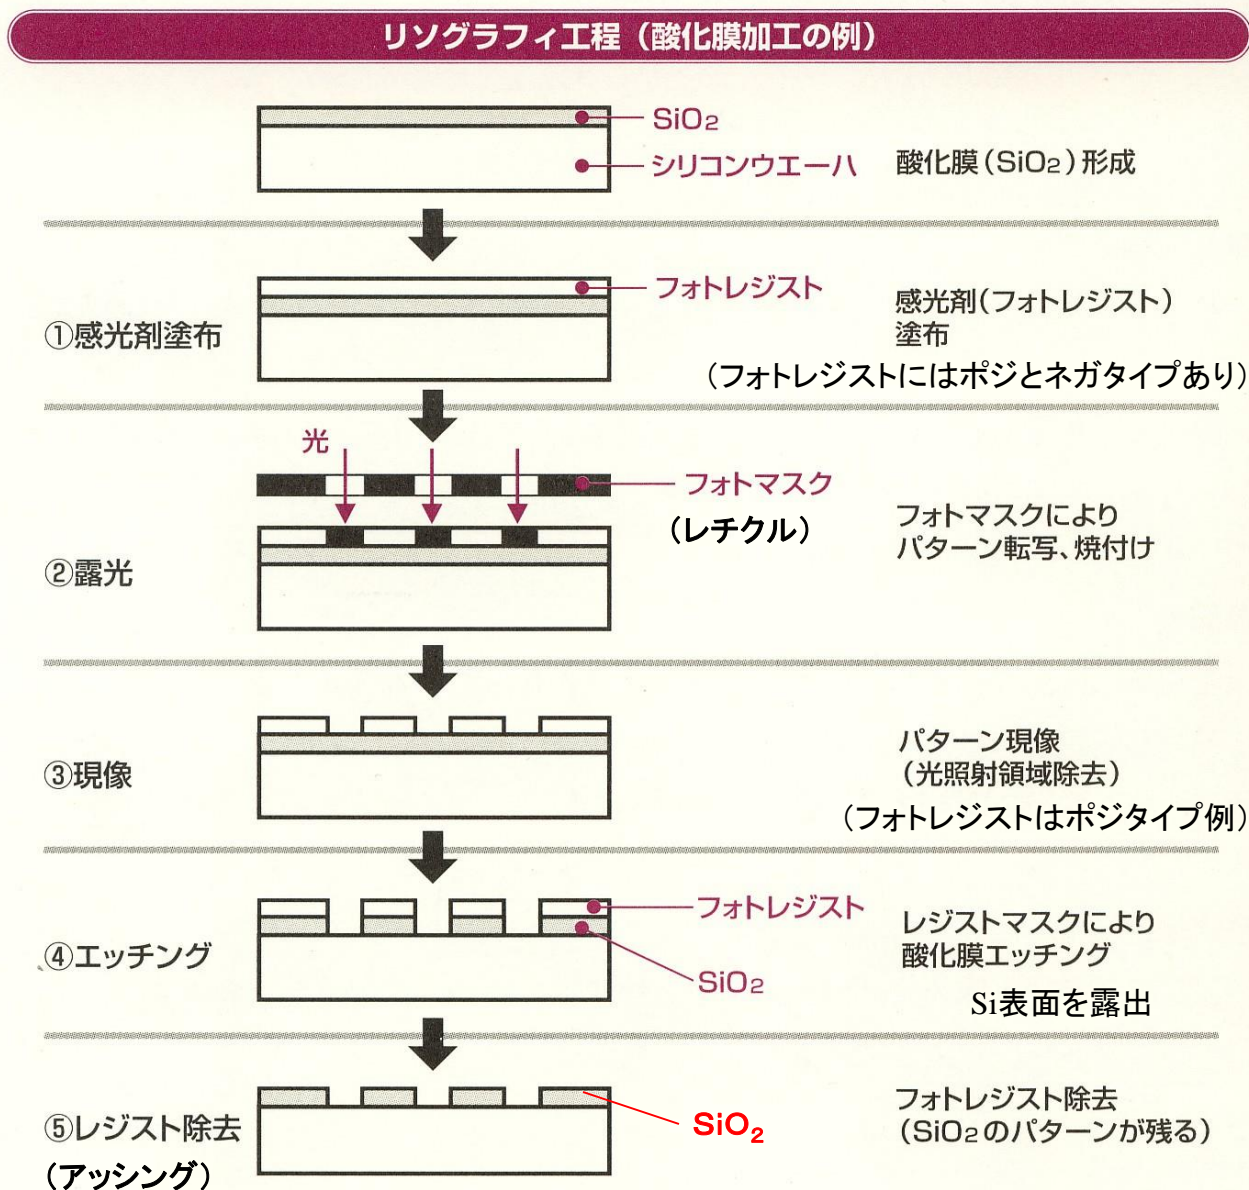 リソグラフィ工程（酸化膜加工の例）
SiO₂
シリコンウエーハ
酸化膜（SiO₂）形成
フォトレジスト
①感光剤塗布
感光剤（フォトレジスト）
塗布
（フォトレジストにはポジとネガタイプあり）
光
フォトマスク
（レチクル）
②露光
フォトマスクにより
パターン転写、焼付け
③現像
パターン現像
（光照射領域除去）
（フォトレジストはポジタイプ例）
フォトレジスト
④エッチング
SiO₂
レジストマスクにより
酸化膜エッチング
Si表面を露出
⑤レジスト除去
（アッシング）
SiO₂
フォトレジスト除去
（SiO₂のパターンが残る）